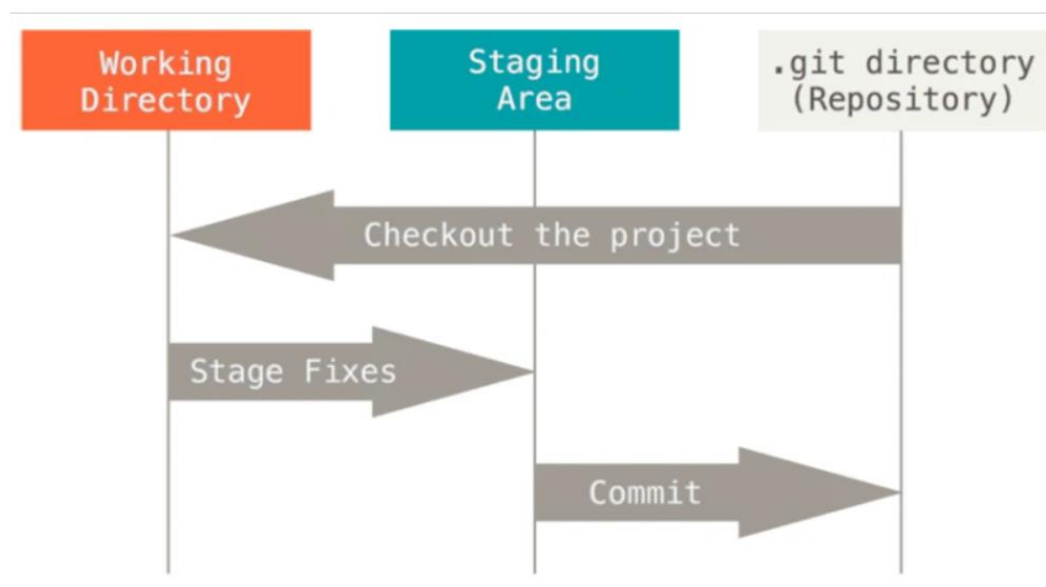 Working
Directory
Staging
Area
.git directory
(Repository)
Checkout the project
Stage Fixes
Commit